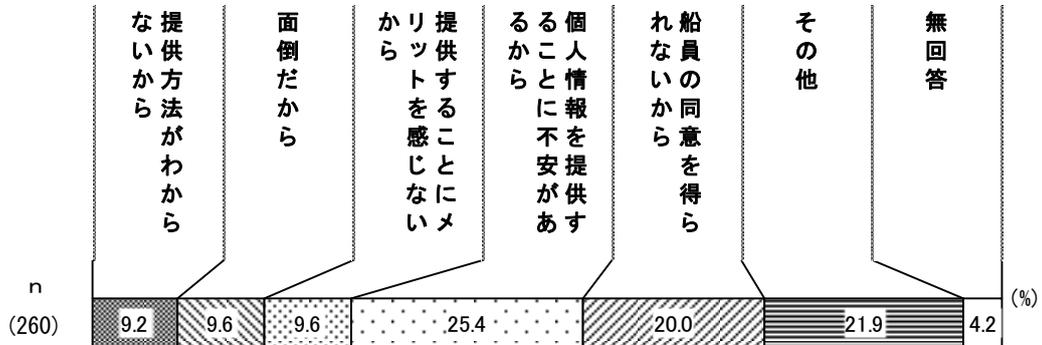 提供方法がわから
ないから
面倒だから
提供することにメ
リットを感じない
から
個人情報を提供す
ることに不安があ
るから
船員の同意を得ら
れないから
その他
無回答
n
(%)
(260)
9.2
9.6
9.6
25.4
20.0
21.9
4.2